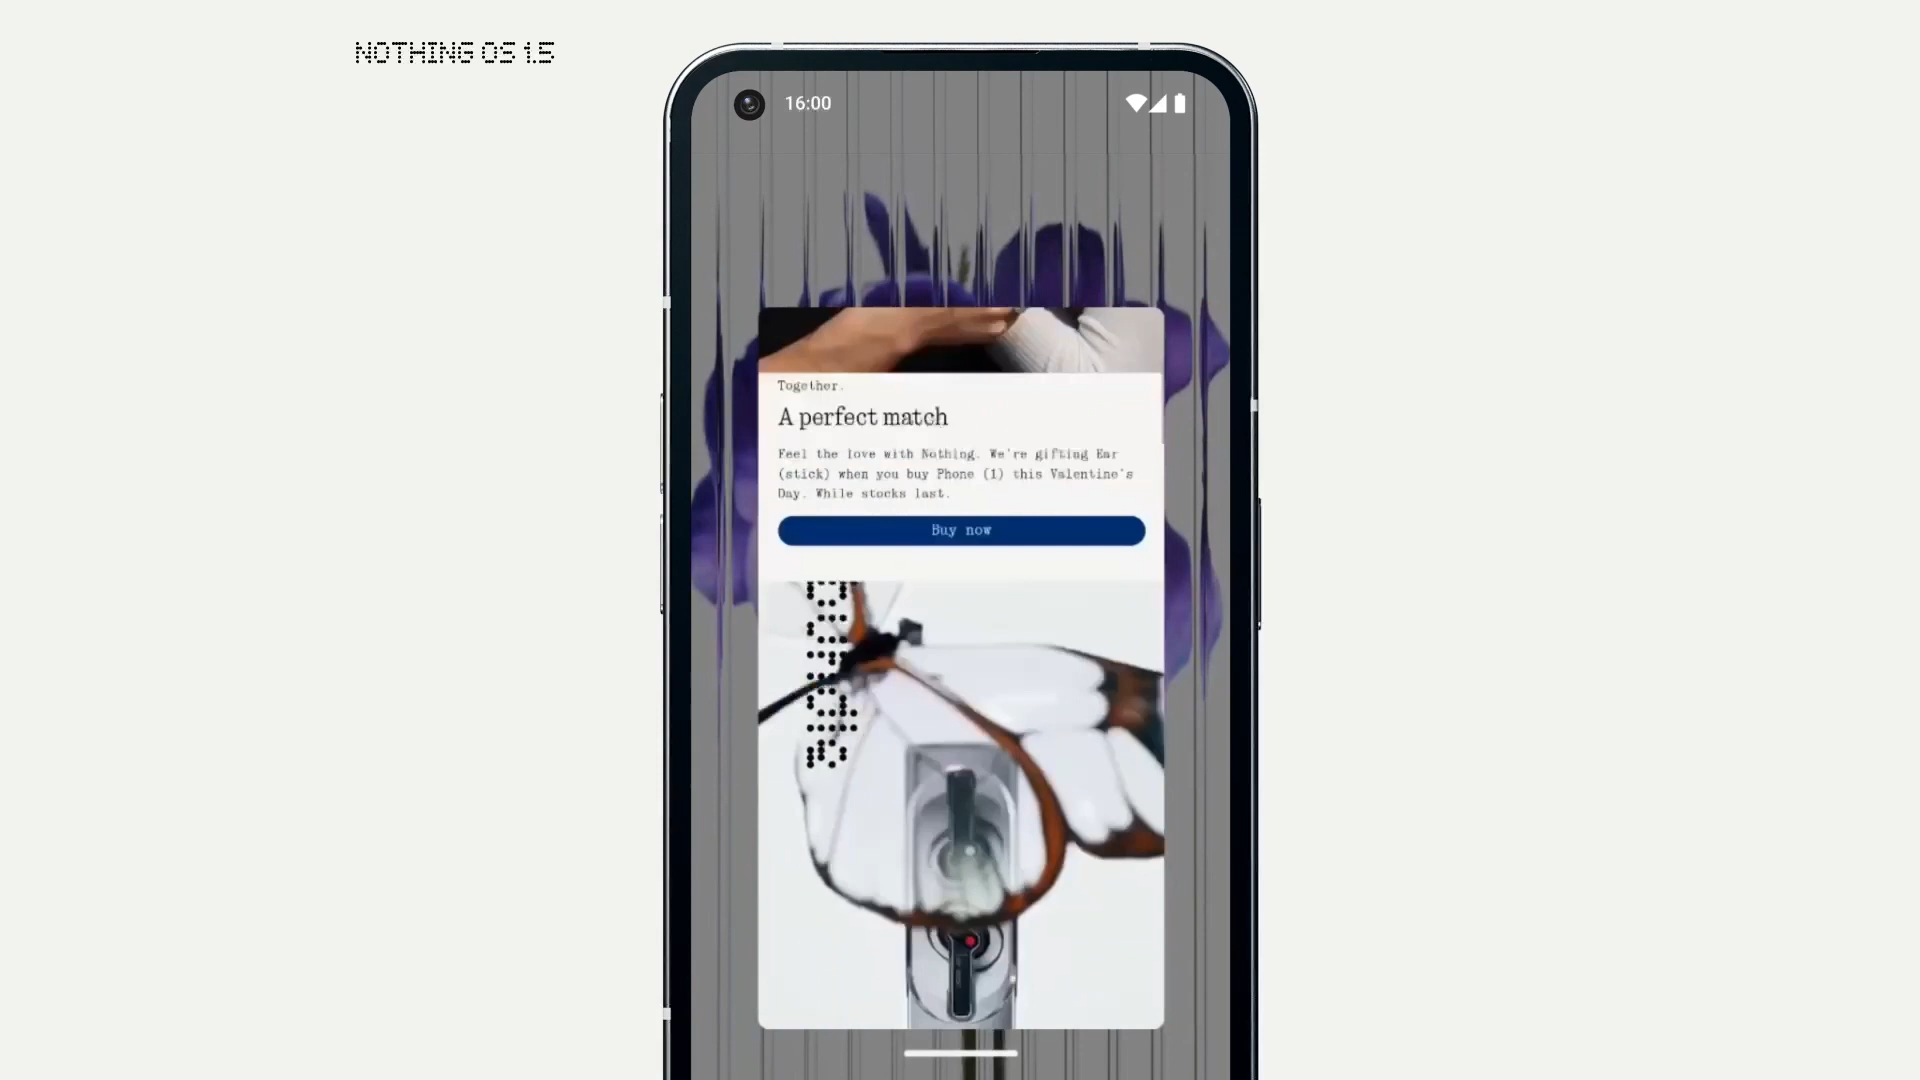 NOTHING OS 1.5
16:00
Together.
A perfect match
Feel the love with Nothing. We're gifting Ear
(stick) when you buy Phone (1) this Valentine's
Day. While stocks last.
Buy now